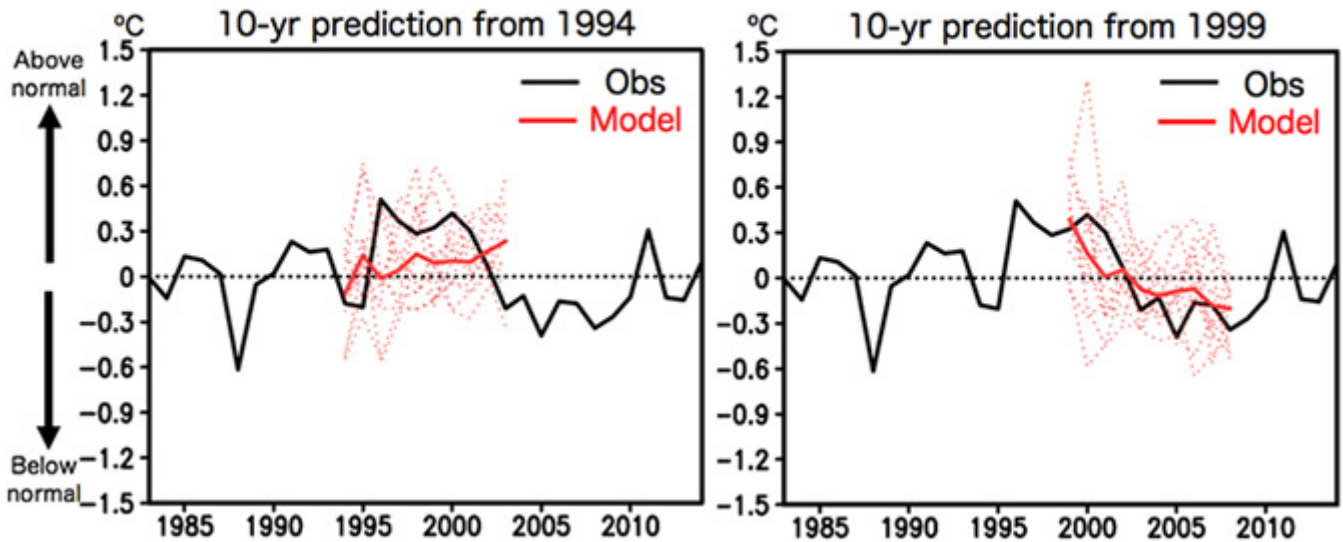 ºC
10-yr prediction from 1994
Above
normal
Below
normal
1.5
1.2
0.9
0.6
0.3
0
−0.3
−0.6
−0.9
−1.2
−1.5
Obs
Model
1985 1990 1995 2000 2005 2010
ºC
10-yr prediction from 1999
1.5
1.2
0.9
0.6
0.3
0
−0.3
−0.6
−0.9
−1.2
−1.5
Obs
Model
1985 1990 1995 2000 2005 2010